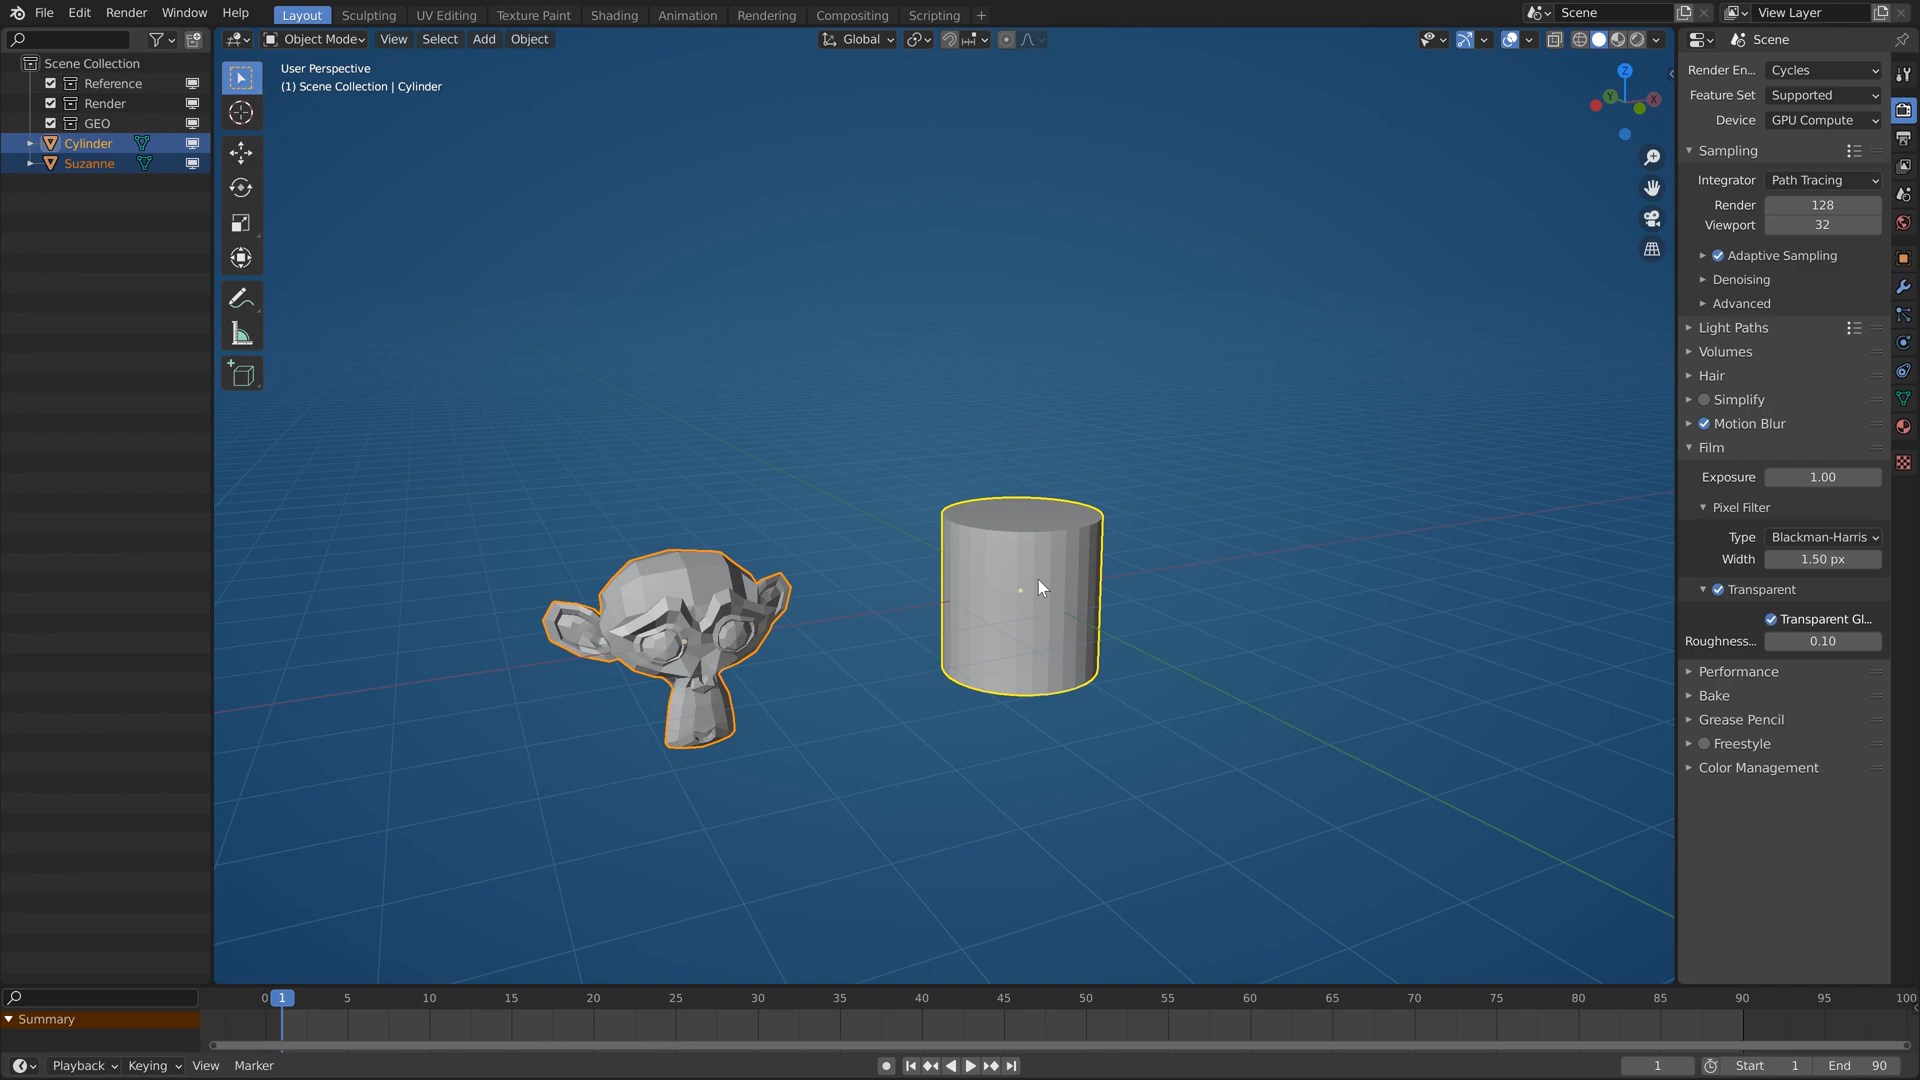 File Edit Render Window Help Layout Sculpting UV Editing Texture Paint Shading Animation Rendering Compositing Scripting + Scene View Layer
Object Mode View Select Add Object Global Scene
Scene Collection
Reference
Render
GEO
Cylinder
Suzanne
User Perspective
(1) Scene Collection | Cylinder
Z
Y
X
Render En... Cycles
Feature Set Supported
Device GPU Compute
Sampling
Integrator Path Tracing
Render 128
Viewport 32
Adaptive Sampling
Denoising
Advanced
Light Paths
Volumes
Hair
Simplify
Motion Blur
Film
Exposure 1.00
Pixel Filter
Type Blackman-Harris
Width 1.50 px
Transparent
Transparent Gl...
Roughness... 0.10
Performance
Bake
Grease Pencil
Freestyle
Color Management
0 1 5 10 15 20 25 30 35 40 45 50 55 60 65 70 75 80 85 90 95 100
Summary
Playback Keying View Marker 1 Start 1 End 90